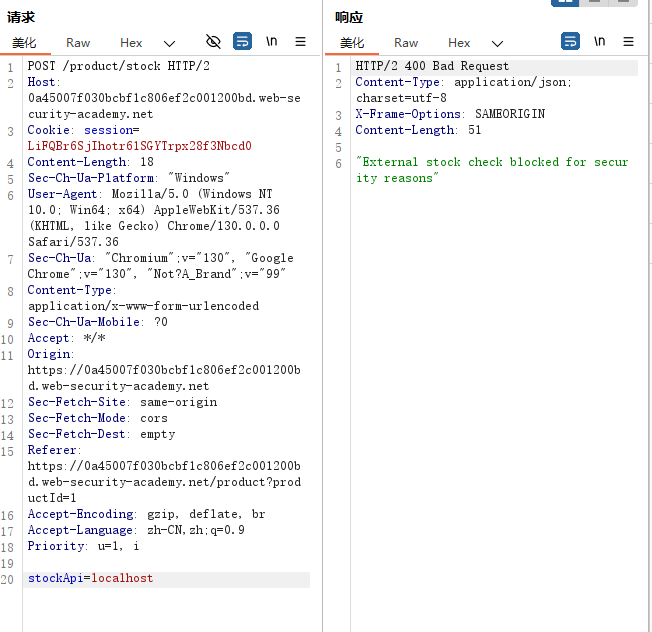 请求
美化 Raw Hex \n
1 POST /product/stock HTTP/2
2 Host:
0a45007f030bcbf1c806ef2c001200bd.web-se
curity-academy.net
3 Cookie: session=
LiFQBr6SjIhotr61SGYTrpx28f3Nbcd0
4 Content-Length: 18
5 Sec-Ch-Ua-Platform: "Windows"
6 User-Agent: Mozilla/5.0 (Windows NT
10.0; Win64; x64) AppleWebKit/537.36
(KHTML, like Gecko) Chrome/130.0.0.0
Safari/537.36
7 Sec-Ch-Ua: "Chromium";v="130", "Google
Chrome";v="130", "Not?A_Brand";v="99"
8 Content-Type:
application/x-www-form-urlencoded
9 Sec-Ch-Ua-Mobile: ?0
10 Accept: */*
11 Origin:
https://0a45007f030bcbf1c806ef2c001200b
d.web-security-academy.net
12 Sec-Fetch-Site: same-origin
13 Sec-Fetch-Mode: cors
14 Sec-Fetch-Dest: empty
15 Referer:
https://0a45007f030bcbf1c806ef2c001200b
d.web-security-academy.net/product?prod
uctId=1
16 Accept-Encoding: gzip, deflate, br
17 Accept-Language: zh-CN,zh;q=0.9
18 Priority: u=1, i
19
20 stockApi=localhost
响应
美化 Raw Hex \n
1 HTTP/2 400 Bad Request
2 Content-Type: application/json;
charset=utf-8
3 X-Frame-Options: SAMEORIGIN
4 Content-Length: 51
5
6 "External stock check blocked for secur
ity reasons"